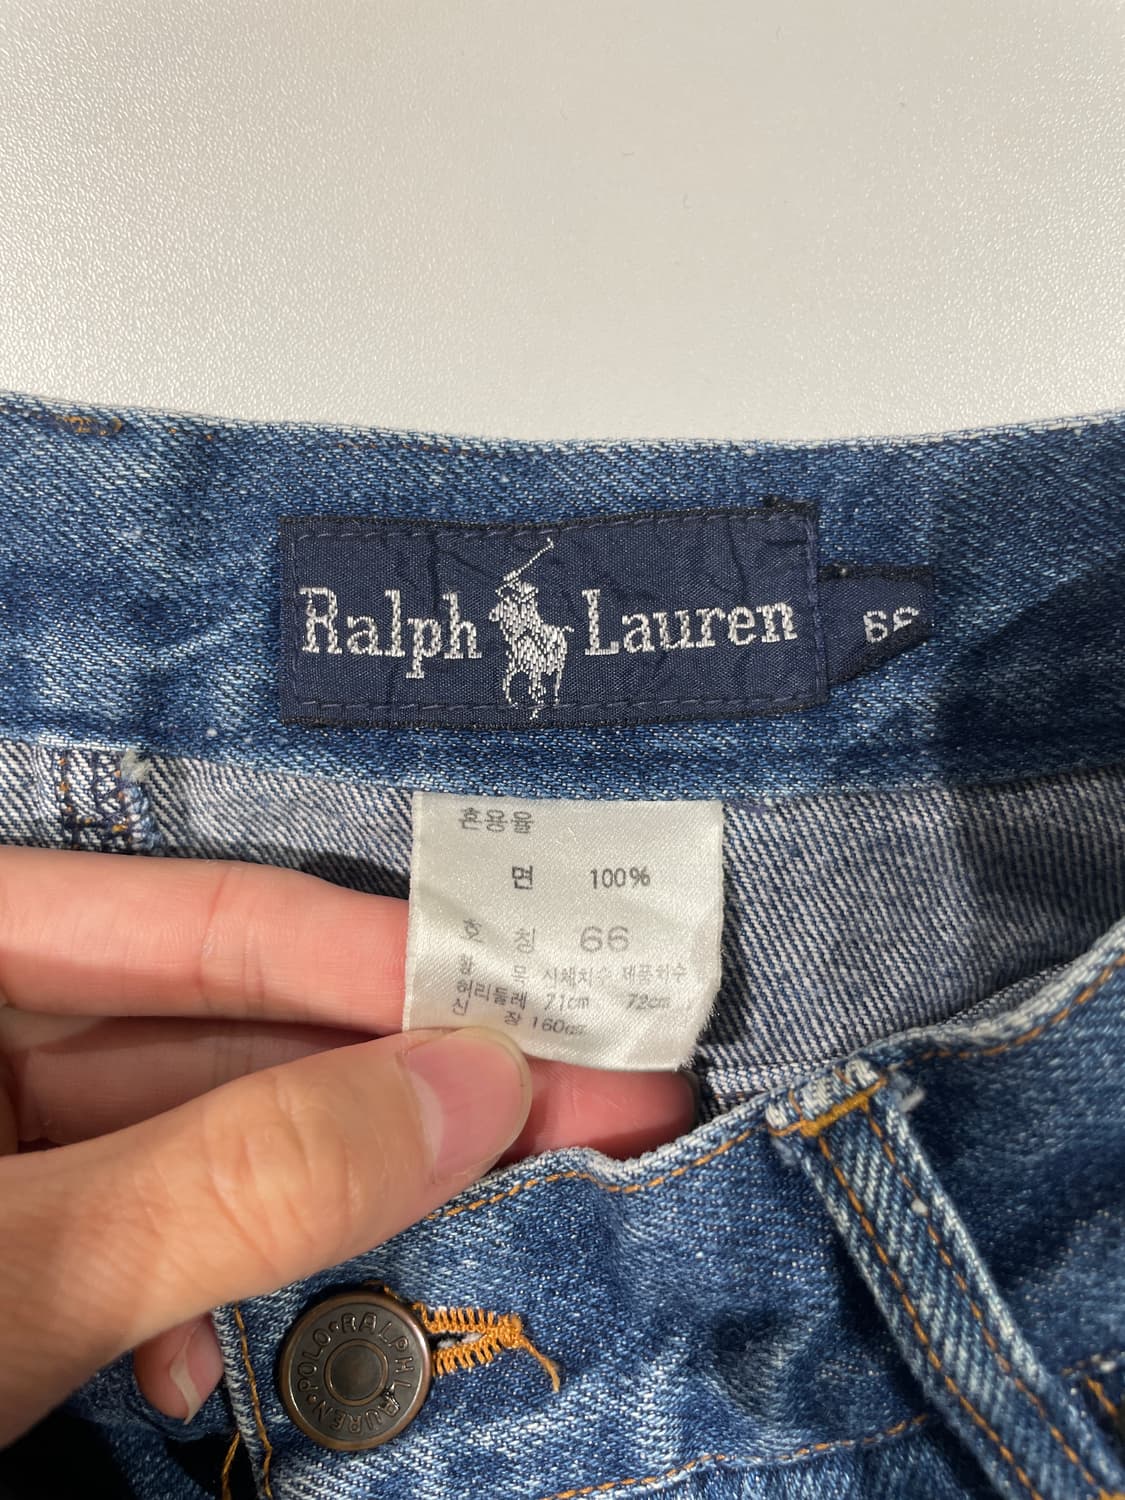 Ralph Lauren
66
혼용율
면 100%
호 칭 66
항 목 신체치수 제품치수
허리둘레 71cm 72cm
신 장 160cm
POLO RALPH LAUREN